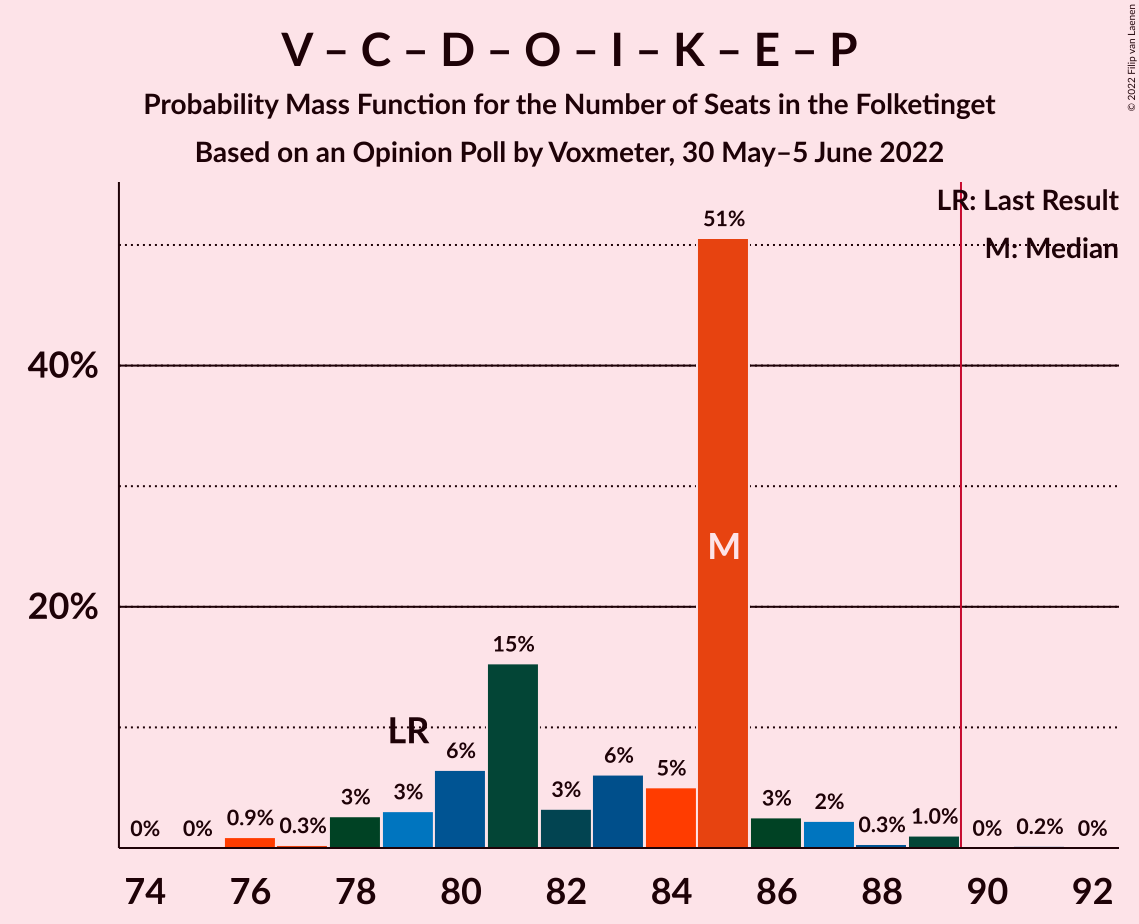 V – C – D – O – I – K – E – P
Probability Mass Function for the Number of Seats in the Folketinget
Based on an Opinion Poll by Voxmeter, 30 May–5 June 2022
© 2022 Filip van Laenen
LR: Last Result
M: Median
51%
40%
M
20%
15%
LR
6%
6%
5%
3%
3%
3%
3%
2%
0%
0%
0.9%
0.3%
0.3%
1.0%
0%
0.2%
0%
74 76 78 80 82 84 86 88 90 92